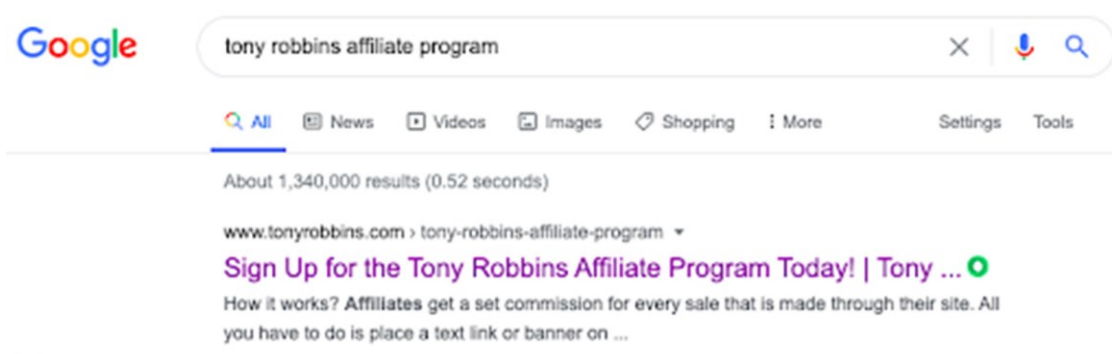 Google
tony robbins affiliate program
All News Videos Images Shopping More Settings Tools
About 1,340,000 results (0.52 seconds)
www.tonyrobbins.com › tony-robbins-affiliate-program
Sign Up for the Tony Robbins Affiliate Program Today! | Tony ...
How it works? Affiliates get a set commission for every sale that is made through their site. All
you have to do is place a text link or banner on ...